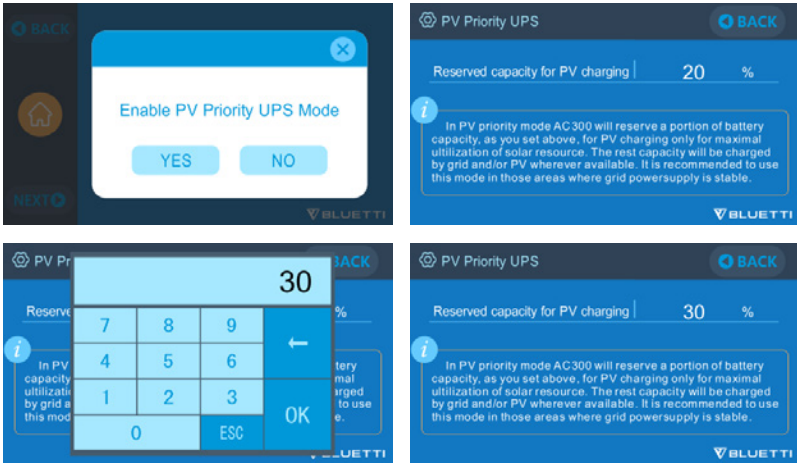 BACK
Enable PV Priority UPS Mode
YES NO
NEXT
BLUETTI
PV Priority UPS BACK
Reserved capacity for PV charging 20 %
i
In PV priority mode AC300 will reserve a portion of battery
capacity, as you set above, for PV charging only for maximal
ultilization of solar resource. The rest capacity will be charged
by grid and/or PV wherever available. It is recommended to use
this mode in those areas where grid powersupply is stable.
BLUETTI
PV Pr BACK
30
Reserve %
7 8 9
4 5 6
1 2 3
0 ESC OK
i
In PV tery
capacity mal
ultilizati arged
by grid a to use
this mod e.
BLUETTI
PV Priority UPS BACK
Reserved capacity for PV charging 30 %
i
In PV priority mode AC300 will reserve a portion of battery
capacity, as you set above, for PV charging only for maximal
ultilization of solar resource. The rest capacity will be charged
by grid and/or PV wherever available. It is recommended to use
this mode in those areas where grid powersupply is stable.
BLUETTI